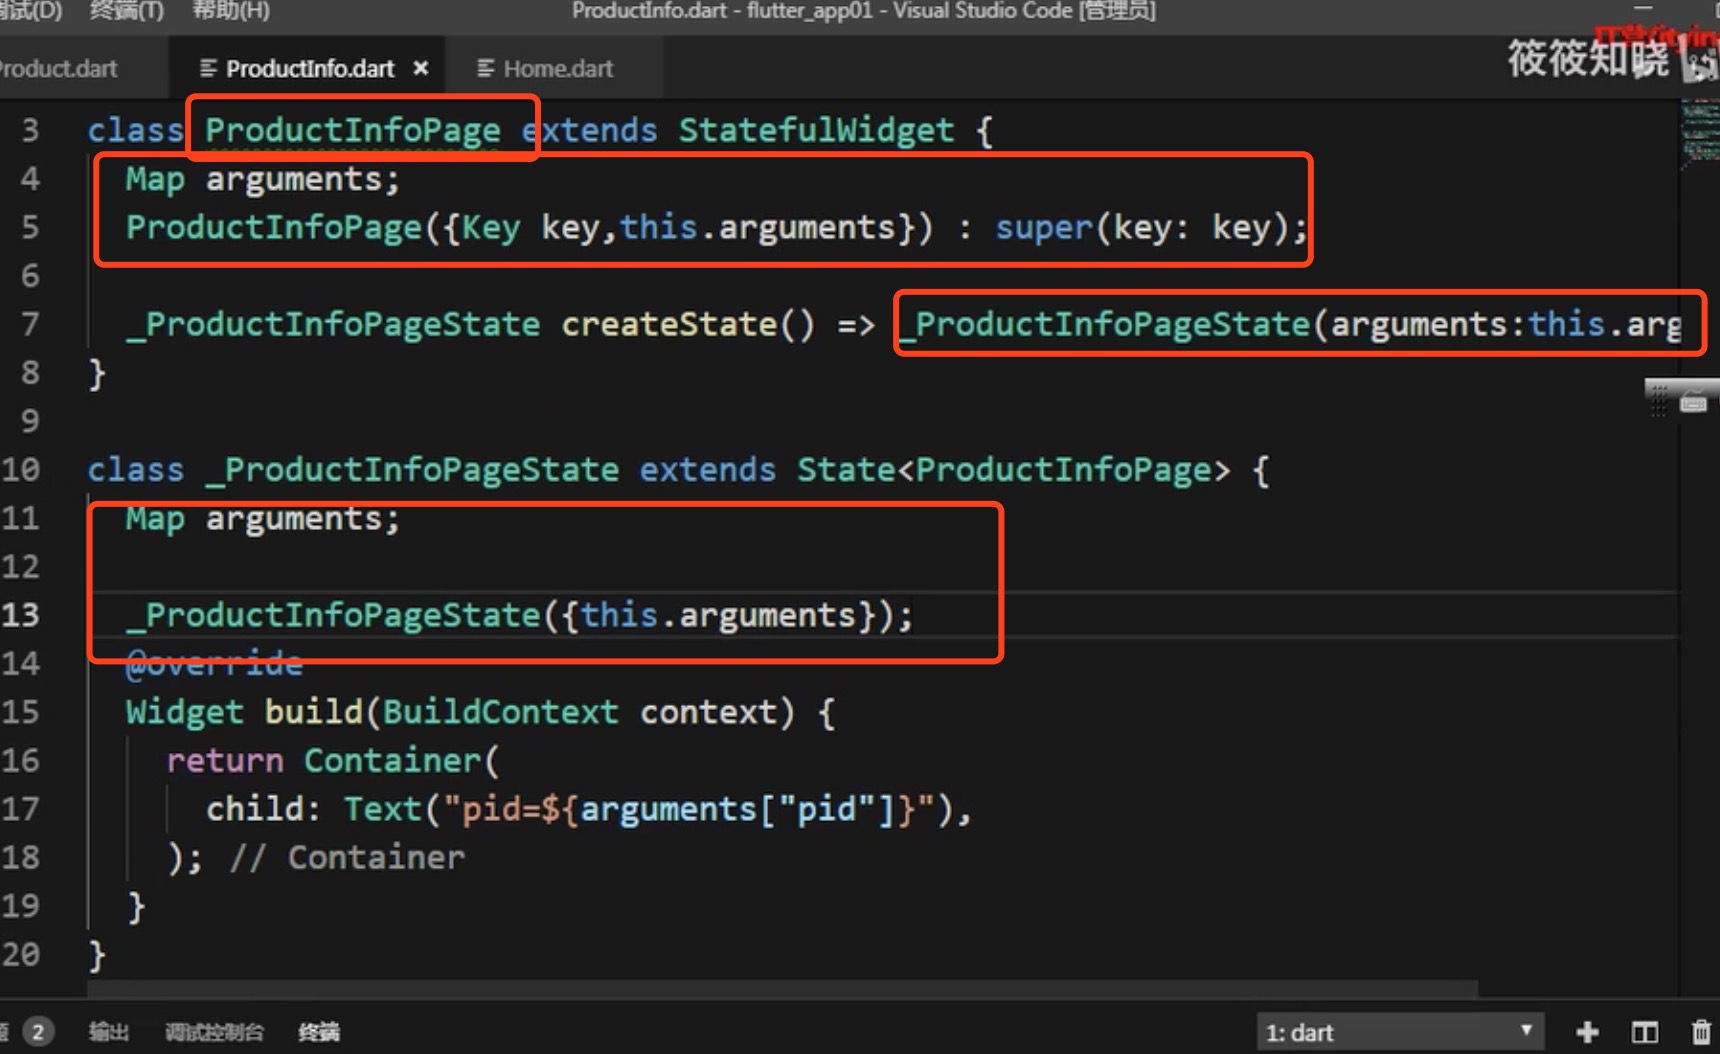 调试(D) 终端(T) 帮助(H) ProductInfo.dart - flutter_app01 - Visual Studio Code [管理员]
筱筱知晓
Product.dart ProductInfo.dart × Home.dart
3 class ProductInfoPage extends StatefulWidget {
4 Map arguments;
5 ProductInfoPage({Key key,this.arguments}) : super(key: key);
6
7 _ProductInfoPageState createState() => _ProductInfoPageState(arguments:this.arg
8 }
9
10 class _ProductInfoPageState extends State<ProductInfoPage> {
11 Map arguments;
12
13 _ProductInfoPageState({this.arguments});
14 @override
15 Widget build(BuildContext context) {
16 return Container(
17 child: Text("pid=${arguments["pid"]}"),
18 ); // Container
19 }
20 }
2 输出 调试控制台 终端 1: dart